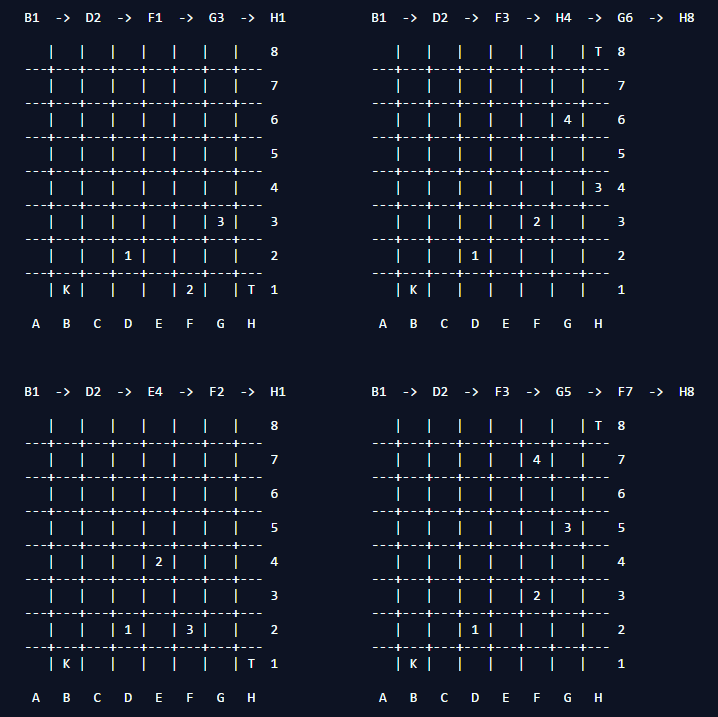 B1 -> D2 -> F1 -> G3 -> H1
   |   |   |   |   |   |   |    8
---+---+---+---+---+---+---+---
   |   |   |   |   |   |   |    7
---+---+---+---+---+---+---+---
   |   |   |   |   |   |   |    6
---+---+---+---+---+---+---+---
   |   |   |   |   |   |   |    5
---+---+---+---+---+---+---+---
   |   |   |   |   |   |   |    4
---+---+---+---+---+---+---+---
   |   |   |   |   |   | 3 |    3
---+---+---+---+---+---+---+---
   |   |   | 1 |   |   |   |    2
---+---+---+---+---+---+---+---
   | K |   |   |   | 2 |   | T  1
A B C D E F G H
B1 -> D2 -> F3 -> H4 -> G6 -> H8
   |   |   |   |   |   |   | T  8
---+---+---+---+---+---+---+---
   |   |   |   |   |   |   |    7
---+---+---+---+---+---+---+---
   |   |   |   |   |   | 4 |    6
---+---+---+---+---+---+---+---
   |   |   |   |   |   |   |    5
---+---+---+---+---+---+---+---
   |   |   |   |   |   |   | 3  4
---+---+---+---+---+---+---+---
   |   |   |   |   | 2 |   |    3
---+---+---+---+---+---+---+---
   |   |   | 1 |   |   |   |    2
---+---+---+---+---+---+---+---
   | K |   |   |   |   |   |    1
A B C D E F G H
B1 -> D2 -> E4 -> F2 -> H1
   |   |   |   |   |   |   |    8
---+---+---+---+---+---+---+---
   |   |   |   |   |   |   |    7
---+---+---+---+---+---+---+---
   |   |   |   |   |   |   |    6
---+---+---+---+---+---+---+---
   |   |   |   |   |   |   |    5
---+---+---+---+---+---+---+---
   |   |   |   | 2 |   |   |    4
---+---+---+---+---+---+---+---
   |   |   |   |   |   |   |    3
---+---+---+---+---+---+---+---
   |   |   | 1 |   | 3 |   |    2
---+---+---+---+---+---+---+---
   | K |   |   |   |   |   | T  1
A B C D E F G H
B1 -> D2 -> F3 -> G5 -> F7 -> H8
   |   |   |   |   |   |   | T  8
---+---+---+---+---+---+---+---
   |   |   |   |   | 4 |   |    7
---+---+---+---+---+---+---+---
   |   |   |   |   |   |   |    6
---+---+---+---+---+---+---+---
   |   |   |   |   |   | 3 |    5
---+---+---+---+---+---+---+---
   |   |   |   |   |   |   |    4
---+---+---+---+---+---+---+---
   |   |   |   |   | 2 |   |    3
---+---+---+---+---+---+---+---
   |   |   | 1 |   |   |   |    2
---+---+---+---+---+---+---+---
   | K |   |   |   |   |   |    1
A B C D E F G H